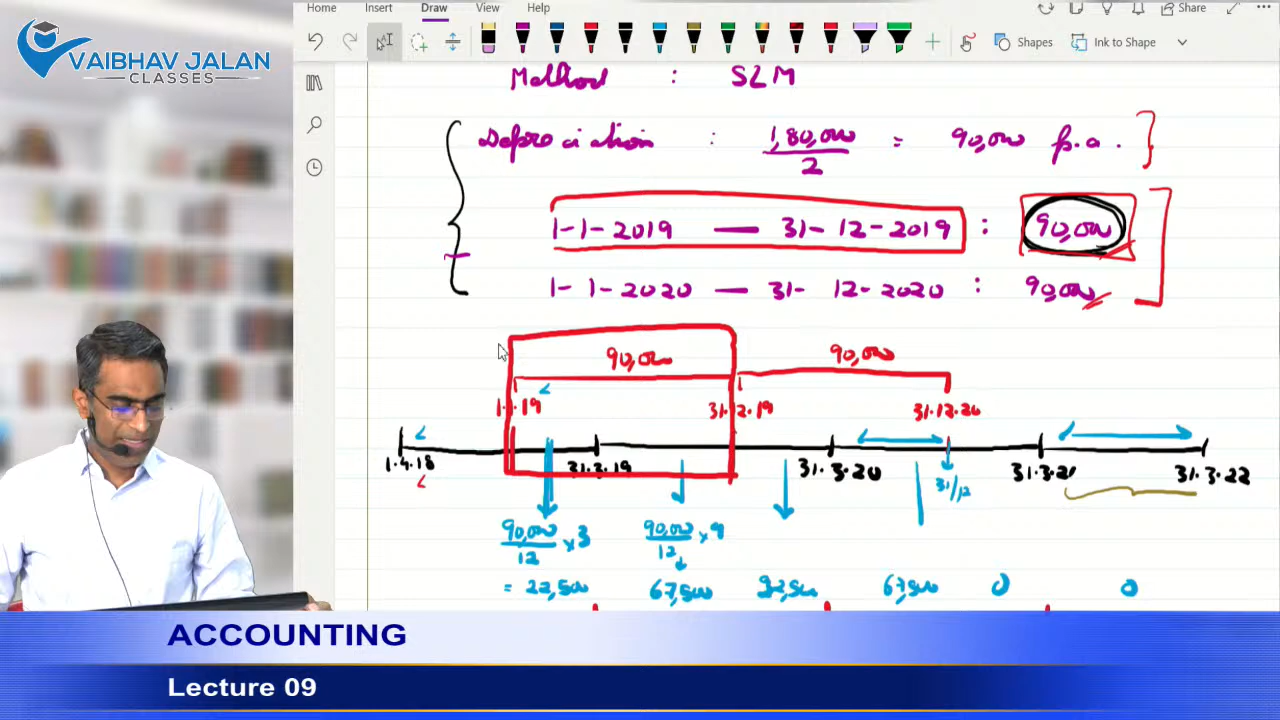 VAIBHAV JALAN
CLASSES
Home Insert Draw View Help
Share
Shapes Ink to Shape
Method : SLM
Depreciation : 1,80,000 / 2 = 90,000 p.a.
1-1-2019 — 31-12-2019 : 90,000
1-1-2020 — 31-12-2020 : 90,000
90,000 90,000
1.1.19 31.12.19 31.12.20
1.4.18 31.3.19 31.3.20 31/12 31.3.21 31.3.22
90,000 / 12 × 3 90,000 / 12 × 9
= 22,500 67,500 22,500 67,500 0 0
ACCOUNTING
Lecture 09